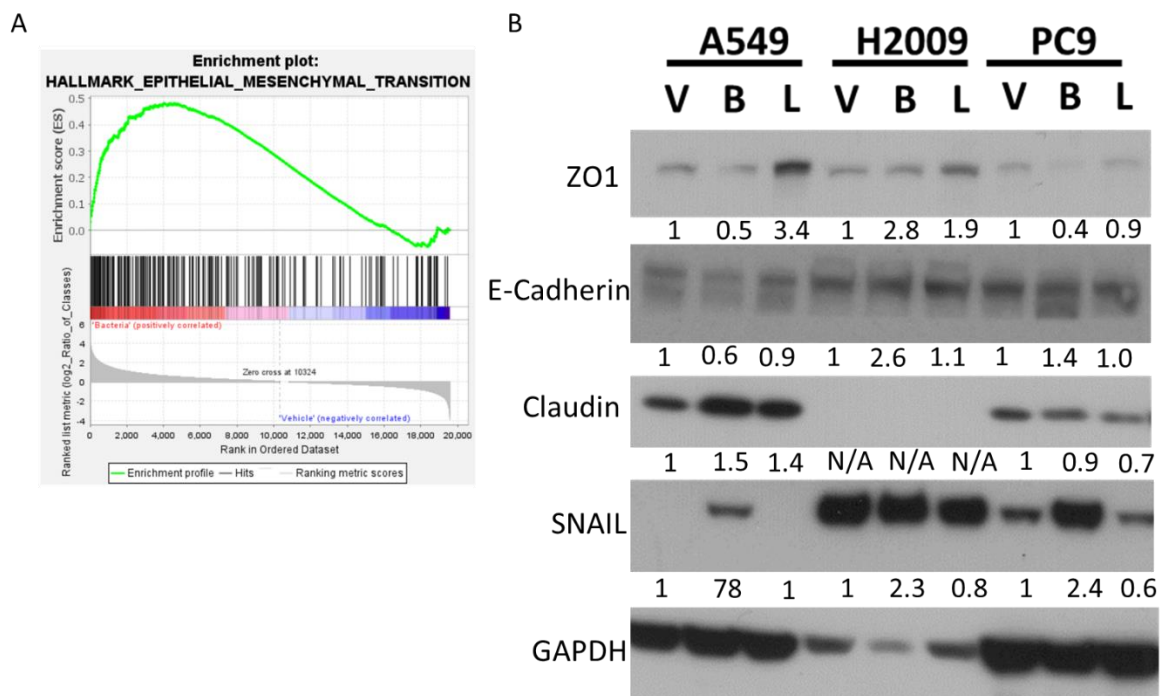 A
Enrichment plot:
HALLMARK_EPITHELIAL_MESENCHYMAL_TRANSITION
Enrichment score (ES)
0.5
0.4
0.3
0.2
0.1
0.0
'Bacteria' (positively correlated)
Ranked list metric (log2_Ratio_of_Classes)
6
4
2
0
-2
-4
Zero cross at 10324
'Vehicle' (negatively correlated)
0 2,000 4,000 6,000 8,000 10,000 12,000 14,000 16,000 18,000 20,000
Rank in Ordered Dataset
Enrichment profile Hits Ranking metric scores
B
A549 H2009 PC9
V B L V B L V B L
ZO1
1 0.5 3.4 1 2.8 1.9 1 0.4 0.9
E-Cadherin
1 0.6 0.9 1 2.6 1.1 1 1.4 1.0
Claudin
1 1.5 1.4 N/A N/A N/A 1 0.9 0.7
SNAIL
1 78 1 1 2.3 0.8 1 2.4 0.6
GAPDH